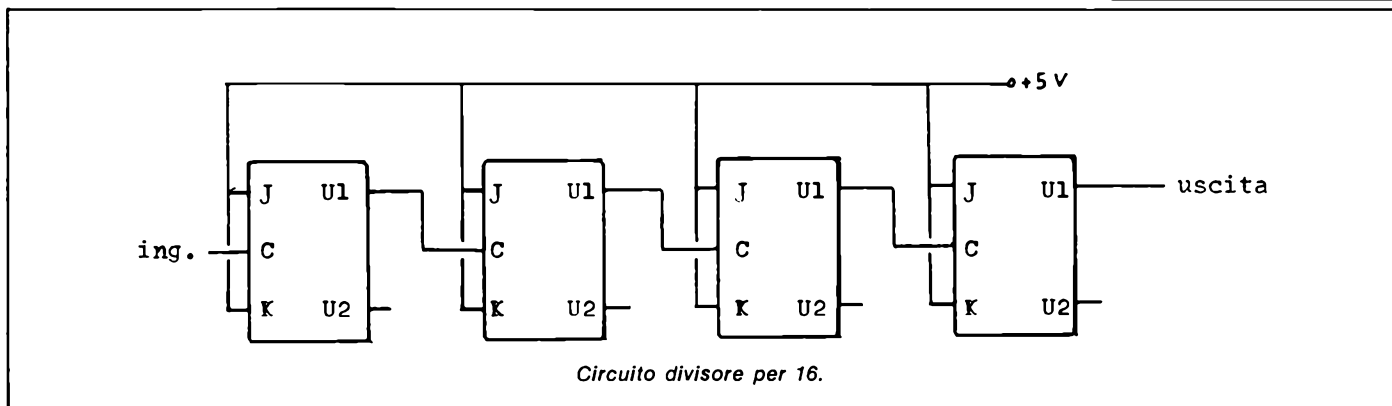 +5 V
J U1 J U1 J U1 J U1 uscita
ing. C C C C
K U2 K U2 K U2 K U2
Circuito divisore per 16.